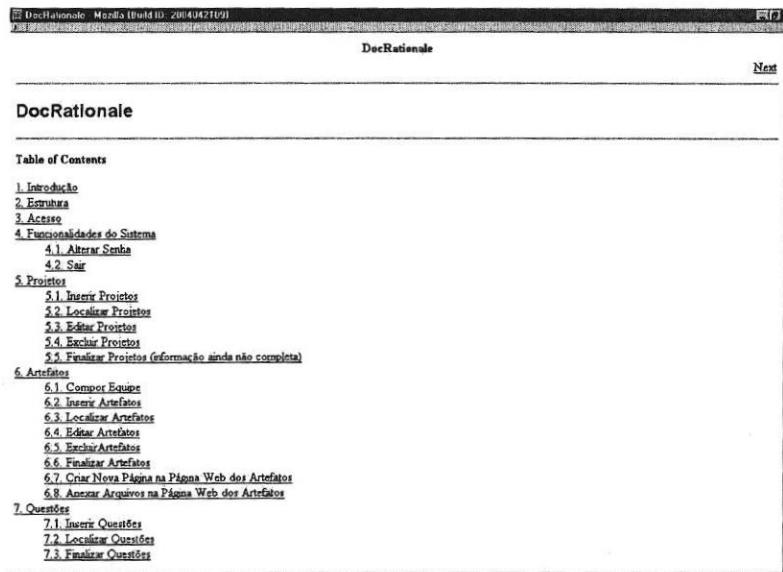 DocRationale - Mozilla {Build ID: 2004042109}
DocRationale
Next
DocRationale
Table of Contents
1. Introdução
2. Estrutura
3. Acesso
4. Funcionalidades do Sistema
4.1. Alterar Senha
4.2. Sair
5. Projetos
5.1. Inserir Projetos
5.2. Localizar Projetos
5.3. Editar Projetos
5.4. Excluir Projetos
5.5. Finalizar Projetos (informação ainda não completa)
6. Artefatos
6.1. Compor Equipe
6.2. Inserir Artefatos
6.3. Localizar Artefatos
6.4. Editar Artefatos
6.5. Excluir Artefatos
6.6. Finalizar Artefatos
6.7. Criar Nova Página na Página Web dos Artefatos
6.8. Anexar Arquivos na Página Web dos Artefatos
7. Questões
7.1. Inserir Questões
7.2. Localizar Questões
7.3. Finalizar Questões